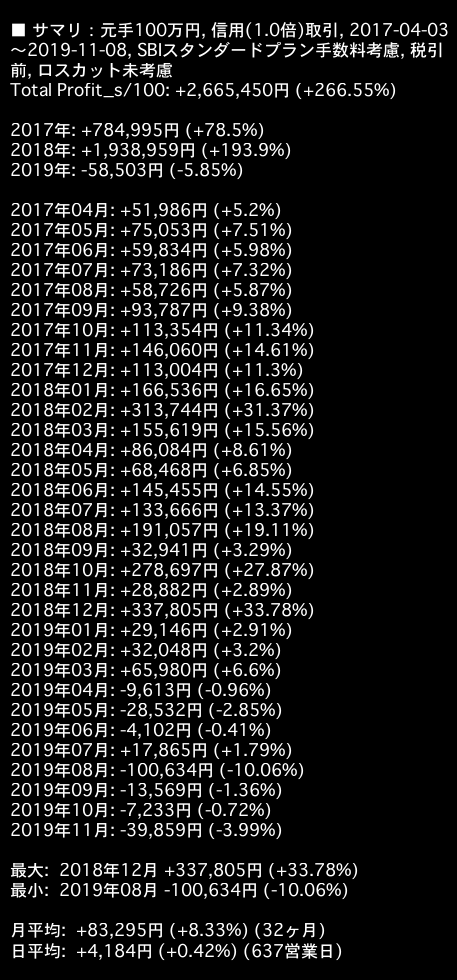 ■ サマリ：元手100万円, 信用(1.0倍)取引, 2017-04-03
～2019-11-08, SBIスタンダードプラン手数料考慮, 税引
前, ロスカット未考慮
Total Profit_s/100: +2,665,450円 (+266.55%)
2017年: +784,995円 (+78.5%)
2018年: +1,938,959円 (+193.9%)
2019年: -58,503円 (-5.85%)
2017年04月: +51,986円 (+5.2%)
2017年05月: +75,053円 (+7.51%)
2017年06月: +59,834円 (+5.98%)
2017年07月: +73,186円 (+7.32%)
2017年08月: +58,726円 (+5.87%)
2017年09月: +93,787円 (+9.38%)
2017年10月: +113,354円 (+11.34%)
2017年11月: +146,060円 (+14.61%)
2017年12月: +113,004円 (+11.3%)
2018年01月: +166,536円 (+16.65%)
2018年02月: +313,744円 (+31.37%)
2018年03月: +155,619円 (+15.56%)
2018年04月: +86,084円 (+8.61%)
2018年05月: +68,468円 (+6.85%)
2018年06月: +145,455円 (+14.55%)
2018年07月: +133,666円 (+13.37%)
2018年08月: +191,057円 (+19.11%)
2018年09月: +32,941円 (+3.29%)
2018年10月: +278,697円 (+27.87%)
2018年11月: +28,882円 (+2.89%)
2018年12月: +337,805円 (+33.78%)
2019年01月: +29,146円 (+2.91%)
2019年02月: +32,048円 (+3.2%)
2019年03月: +65,980円 (+6.6%)
2019年04月: -9,613円 (-0.96%)
2019年05月: -28,532円 (-2.85%)
2019年06月: -4,102円 (-0.41%)
2019年07月: +17,865円 (+1.79%)
2019年08月: -100,634円 (-10.06%)
2019年09月: -13,569円 (-1.36%)
2019年10月: -7,233円 (-0.72%)
2019年11月: -39,859円 (-3.99%)
最大: 2018年12月 +337,805円 (+33.78%)
最小: 2019年08月 -100,634円 (-10.06%)
月平均: +83,295円 (+8.33%) (32ヶ月)
日平均: +4,184円 (+0.42%) (637営業日)